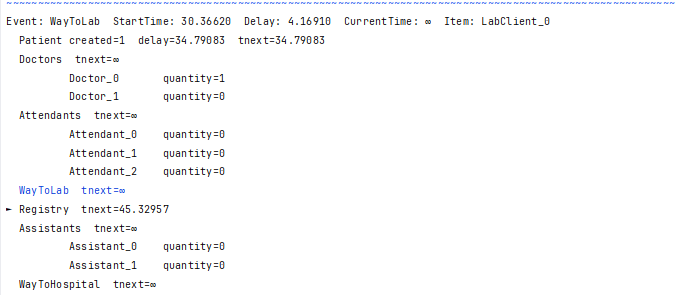 ~~~~~~~~~~~~~~~~~~~~~~~~~~~~~~~~~~~~~~~~~~~~~~~~~~~~~~~~~~~~~~~~~~~~~~~~~~~~~~~~~~~~~~~~~~~~~~~~~~~~~~~~~~~~
Event: WayToLab  StartTime: 30.36620  Delay: 4.16910  CurrentTime: ∞  Item: LabClient_0
Patient created=1  delay=34.79083  tnext=34.79083
Doctors  tnext=∞
Doctor_0  quantity=1
Doctor_1  quantity=0
Attendants  tnext=∞
Attendant_0  quantity=0
Attendant_1  quantity=0
Attendant_2  quantity=0
WayToLab  tnext=∞
► Registry  tnext=45.32957
Assistants  tnext=∞
Assistant_0  quantity=0
Assistant_1  quantity=0
WayToHospital  tnext=∞